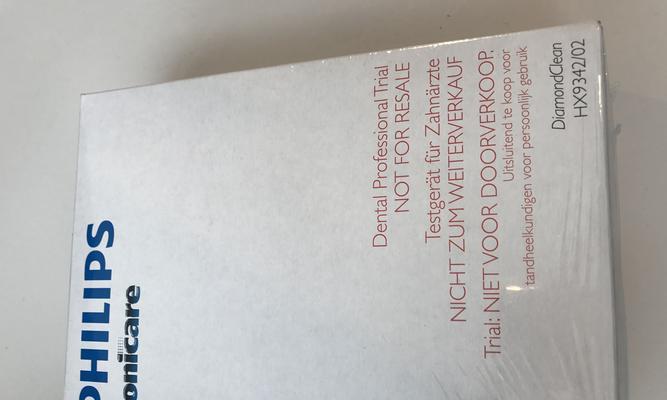 PHILIPS
sonicare
Dental Professional Trial
NOT FOR RESALE
Testgerät für Zahnärzte
NICHT ZUM WEITERVERKAUF
Trial: NIET VOOR DOORVERKOOP.
Uitsluitend te koop voor
tandheelkundigen voor persoonlijk gebruik
DiamondClean
HX9342/02